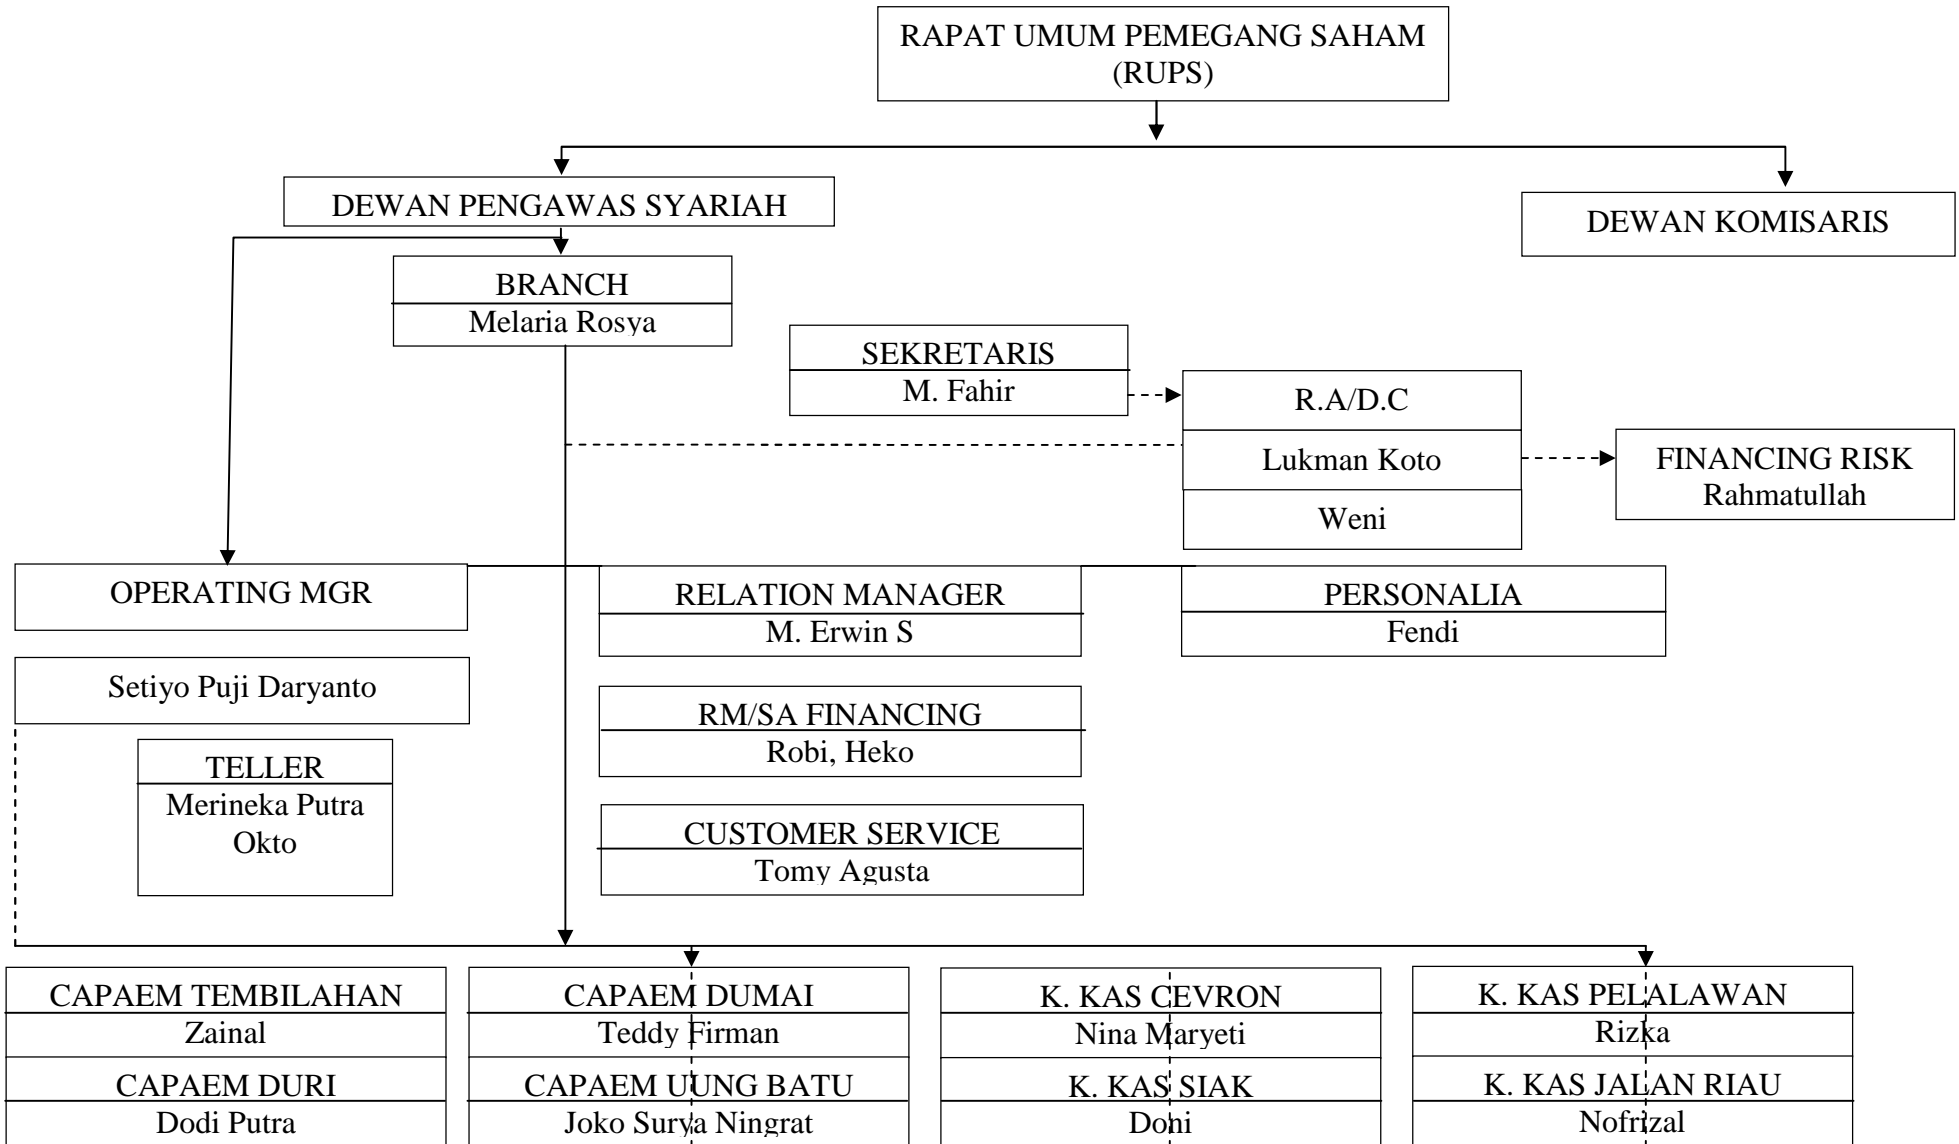 RAPAT UMUM PEMEGANG SAHAM
(RUPS)
DEWAN PENGAWAS SYARIAH
DEWAN KOMISARIS
BRANCH
Melaria Rosya
SEKRETARIS
M. Fahir
R.A/D.C
Lukman Koto
Weni
FINANCING RISK
Rahmatullah
OPERATING MGR
Setiyo Puji Daryanto
RELATION MANAGER
M. Erwin S
PERSONALIA
Fendi
TELLER
Merineka Putra
Okto
RM/SA FINANCING
Robi, Heko
CUSTOMER SERVICE
Tomy Agusta
CAPAEM TEMBILAHAN
Zainal
CAPAEM DURI
Dodi Putra
CAPAEM DUMAI
Teddy Firman
CAPAEM UUNG BATU
Joko Surya Ningrat
K. KAS CEVRON
Nina Maryeti
K. KAS SIAK
Doni
K. KAS PELALAWAN
Rizka
K. KAS JALAN RIAU
Nofrizal